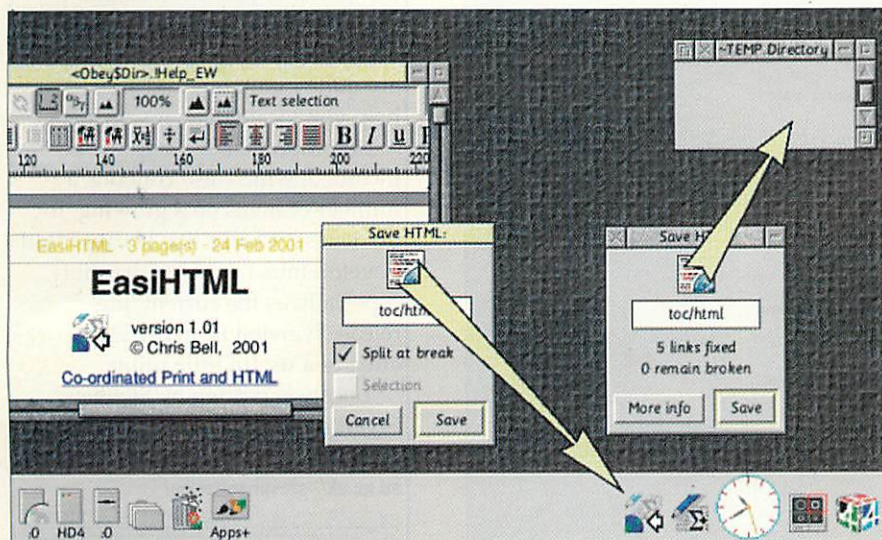 <Obey$Dir>.!Help_EW
100%
Text selection
B I u
120 140 160 180 200 220
EasiHTML - 3 page(s) - 24 Feb 2001
EasiHTML
version 1.01
© Chris Bell, 2001
Co-ordinated Print and HTML
Save HTML:
toc/html
Split at break
Selection
Cancel
Save
~TEMP.Directory
toc/html
5 links fixed
0 remain broken
More info
Save
:0
HD4
:0
Apps+